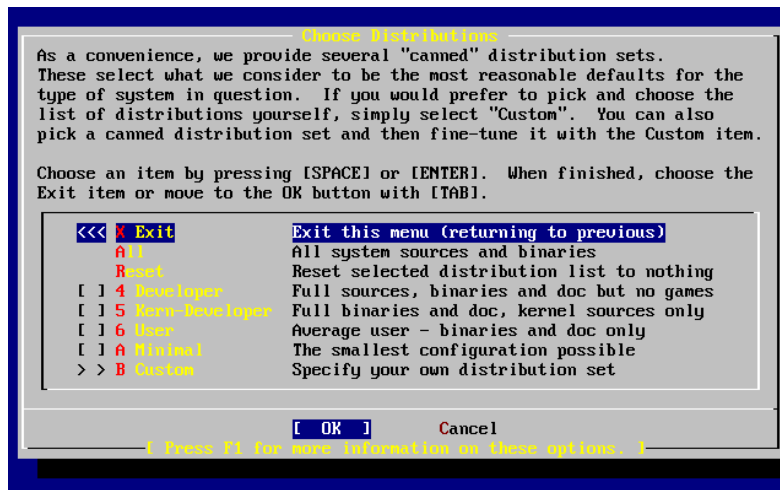 Choose Distributions
As a convenience, we provide several "canned" distribution sets.
These select what we consider to be the most reasonable defaults for the
type of system in question.  If you would prefer to pick and choose the
list of distributions yourself, simply select "Custom".  You can also
pick a canned distribution set and then fine-tune it with the Custom item.
Choose an item by pressing [SPACE] or [ENTER].  When finished, choose the
Exit item or move to the OK button with [TAB].
<<< X Exit Exit this menu (returning to previous)
All All system sources and binaries
Reset Reset selected distribution list to nothing
[ ] 4 Developer Full sources, binaries and doc but no games
[ ] 5 Kern-Developer Full binaries and doc, kernel sources only
[ ] 6 User Average user - binaries and doc only
[ ] A Minimal The smallest configuration possible
> > B Custom Specify your own distribution set
[ OK ] Cancel
[ Press F1 for more information on these options. ]